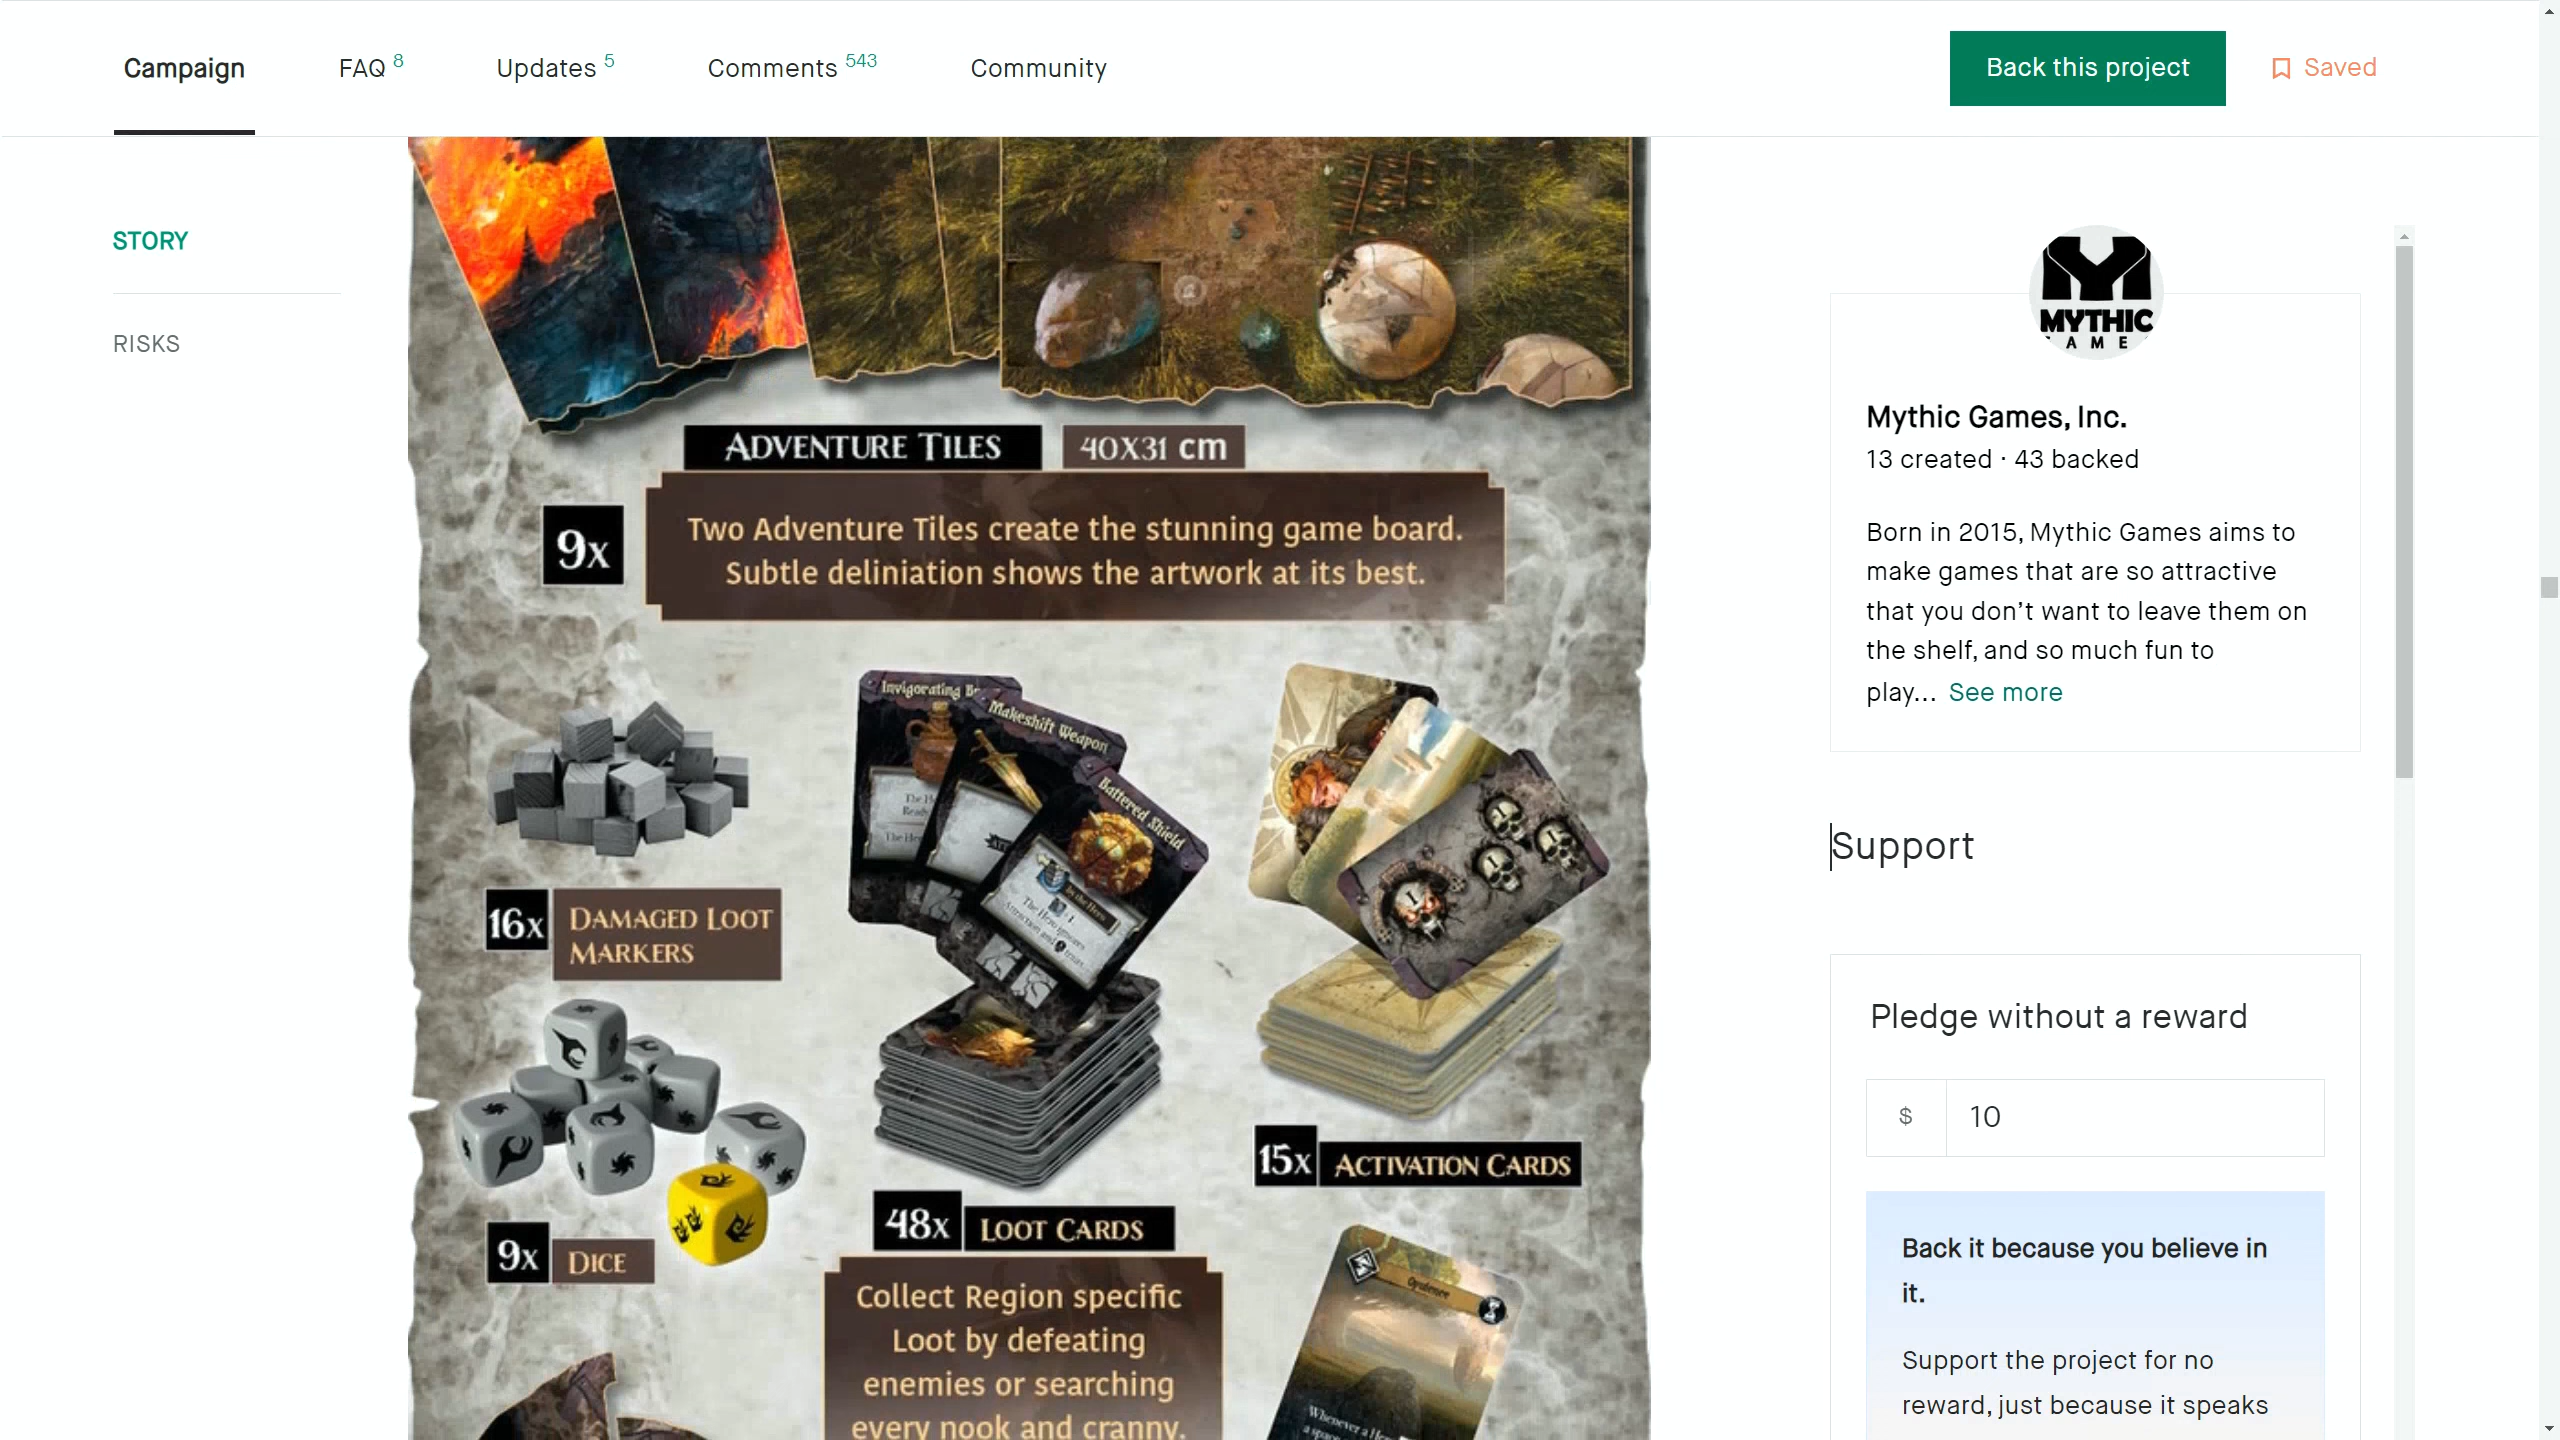 Campaign
FAQ 8
Updates 5
Comments 543
Community
Back this project
Saved
STORY
RISKS
ADVENTURE TILES
40X31 cm
9x
Two Adventure Tiles create the stunning game board.
Subtle deliniation shows the artwork at its best.
Invigorating
Makeshift Weapon
Battered Shield
16x
DAMAGED LOOT
MARKERS
9x
DICE
48x
LOOT CARDS
Collect Region specific
Loot by defeating
enemies or searching
every nook and cranny.
15x
ACTIVATION CARDS
Opulence
Whenever a
MYTHIC
Mythic Games, Inc.
13 created · 43 backed
Born in 2015, Mythic Games aims to
make games that are so attractive
that you don’t want to leave them on
the shelf, and so much fun to
play... See more
Support
Pledge without a reward
$ 10
Back it because you believe in
it.
Support the project for no
reward, just because it speaks